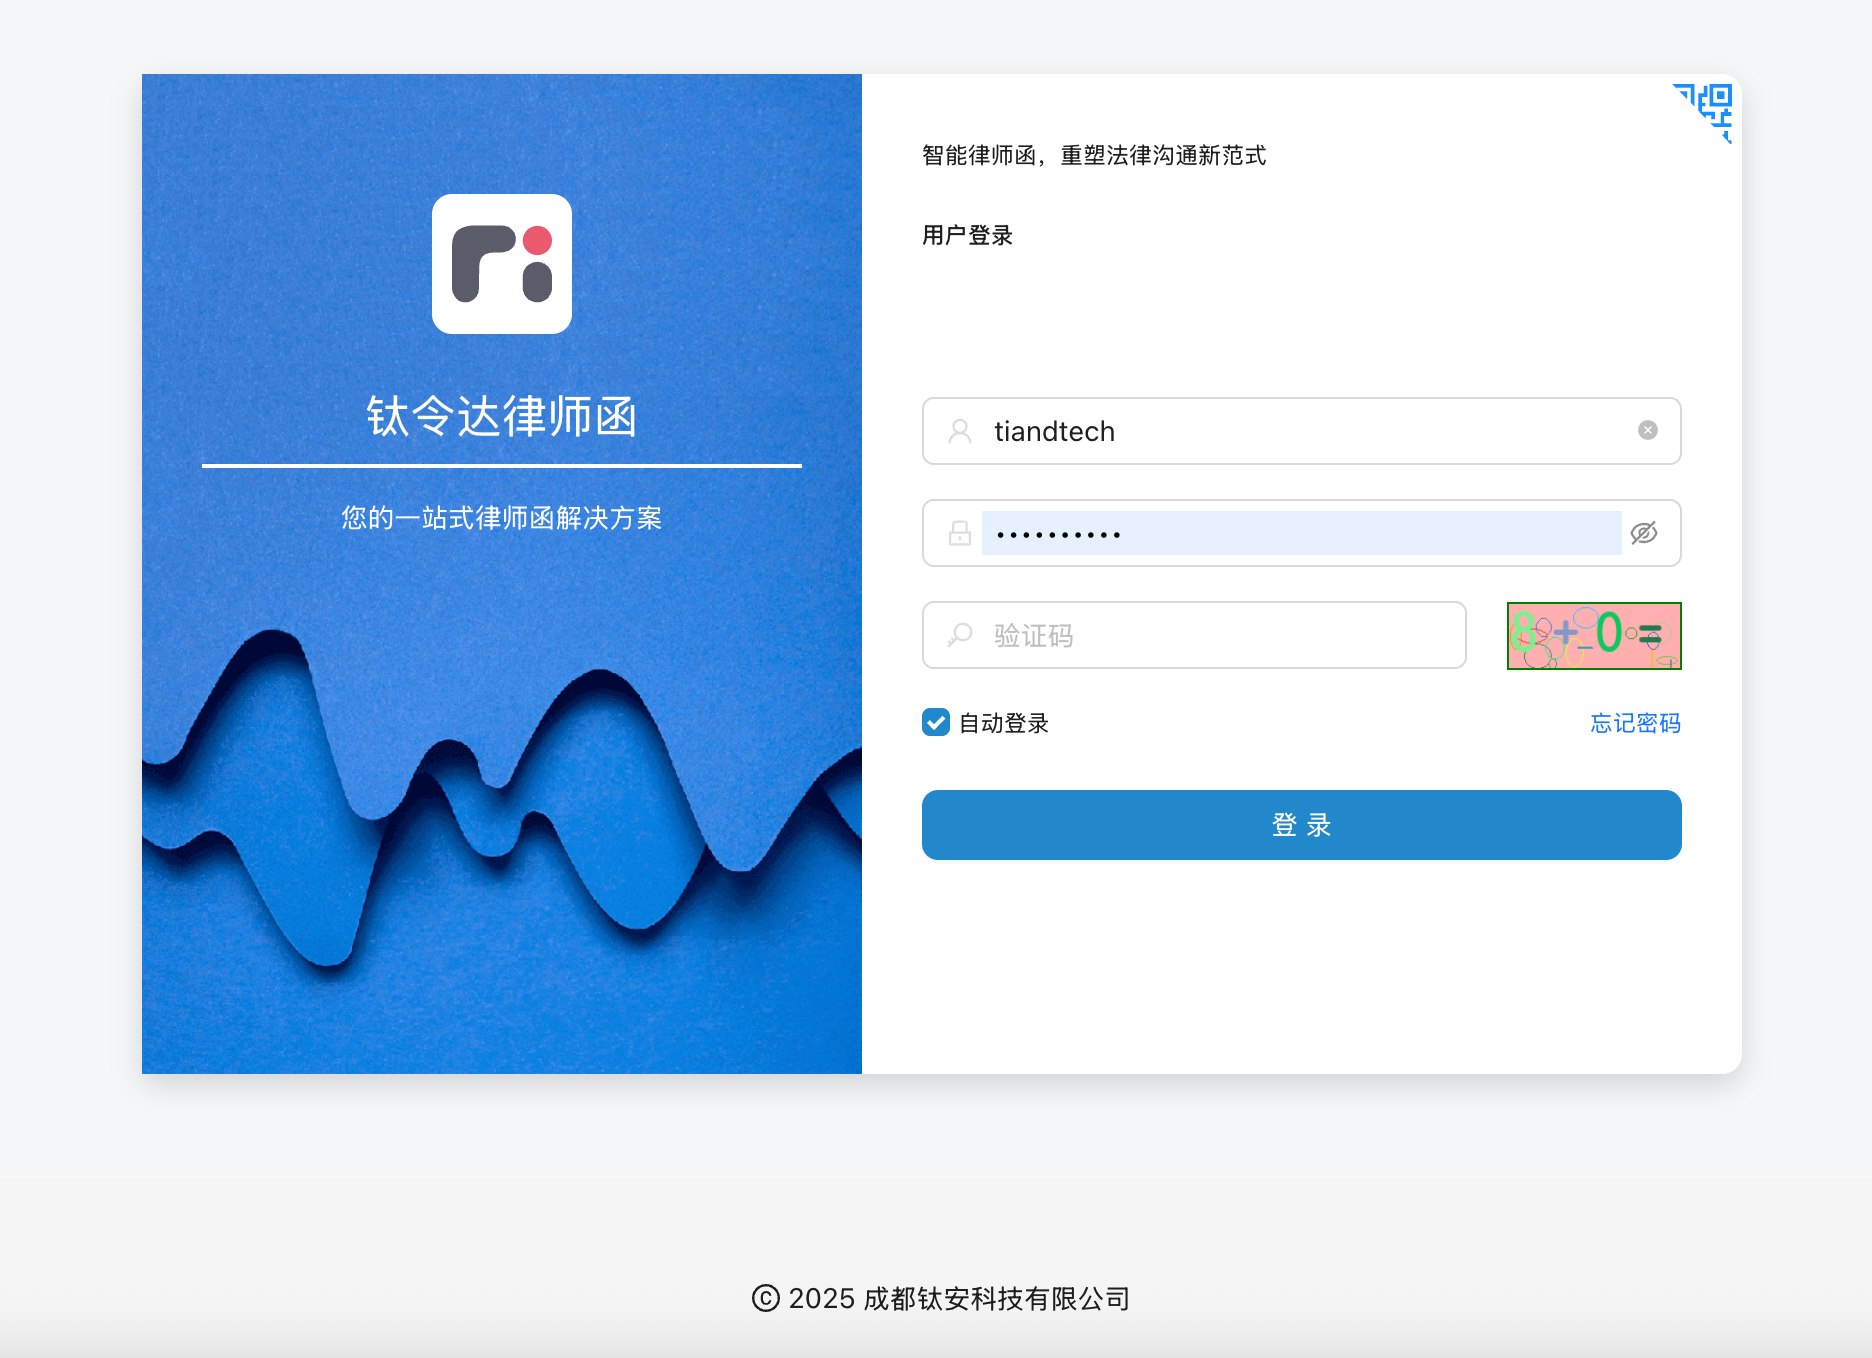 钛令达律师函
您的一站式律师函解决方案
智能律师函，重塑法律沟通新范式
用户登录
tiandtech
••••••••••
验证码
8+0=
自动登录
忘记密码
登 录
© 2025 成都钛安科技有限公司